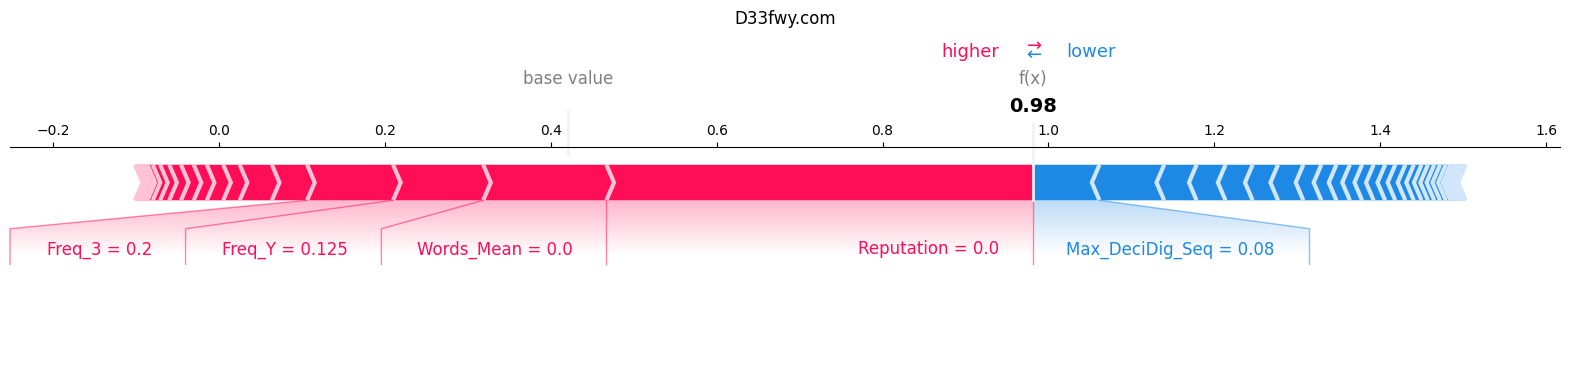 D33fwy.com
higher → ← lower
base value f(x)
0.98
−0.2 0.0 0.2 0.4 0.6 0.8 1.0 1.2 1.4 1.6
Freq_3 = 0.2 Freq_Y = 0.125 Words_Mean = 0.0 Reputation = 0.0 Max_DeciDig_Seq = 0.08